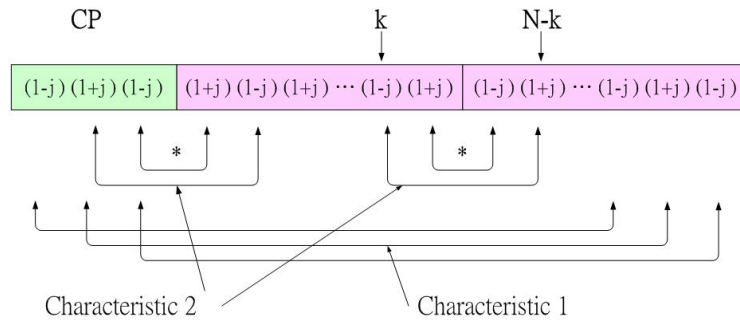 CP k N-k
(1-j) (1+j) (1-j) (1+j) (1-j) (1+j) ··· (1-j) (1+j) (1-j) (1+j) ··· (1-j) (1+j) (1-j)
* *
Characteristic 2 Characteristic 1